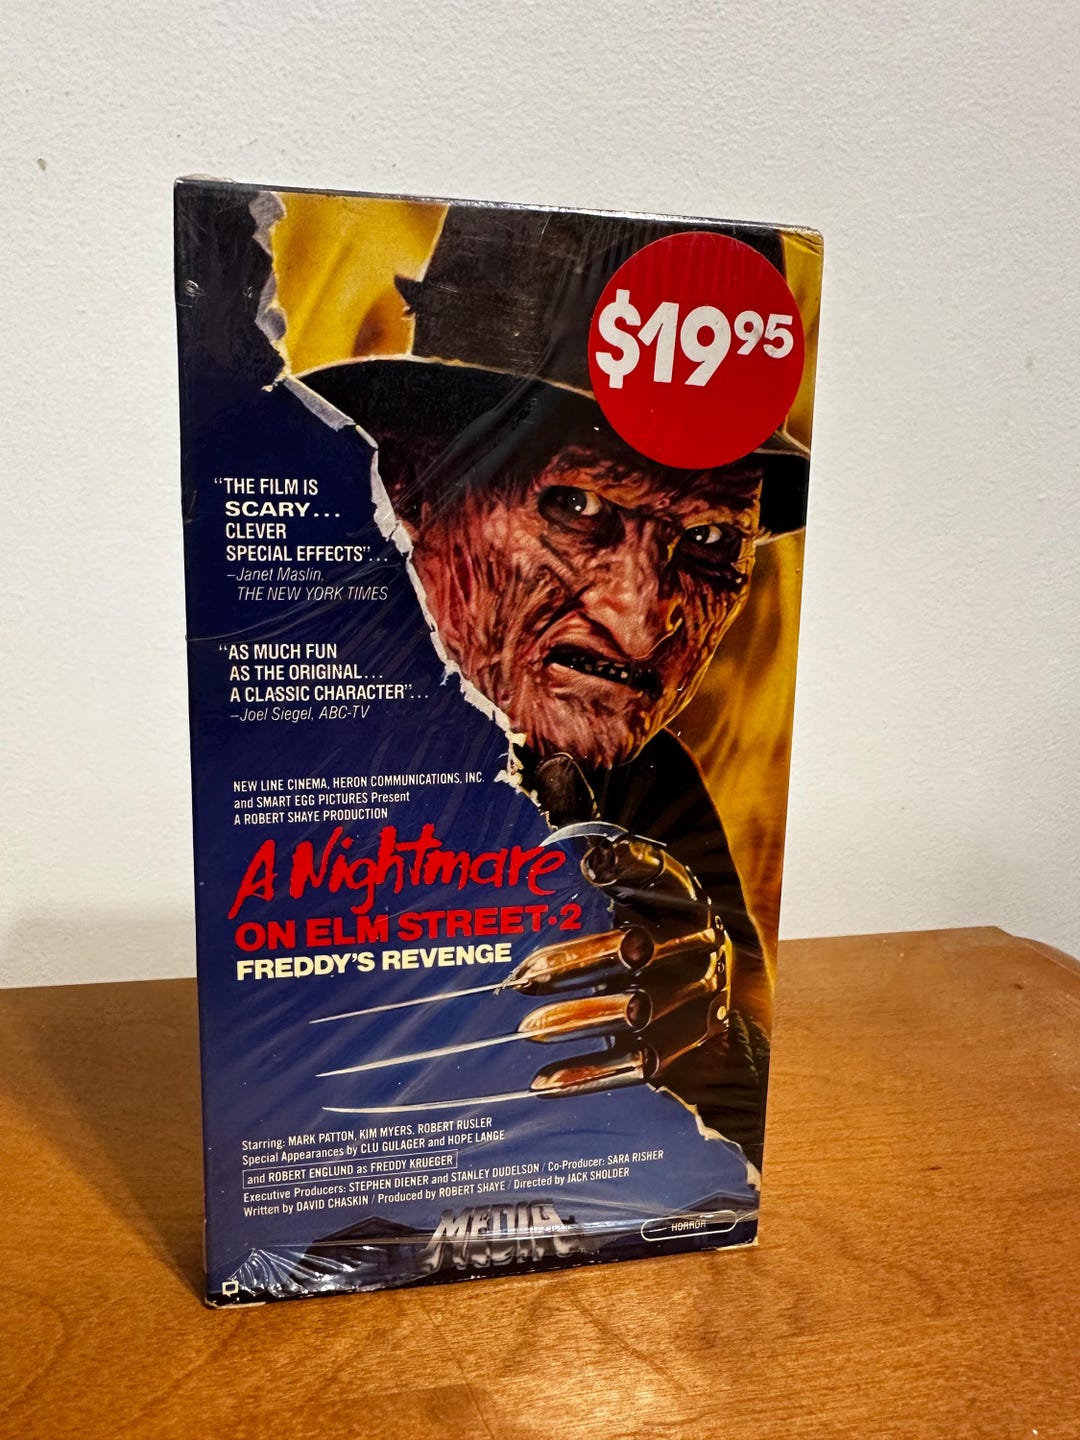 $19.95
"THE FILM IS
SCARY...
CLEVER
SPECIAL EFFECTS"...
–Janet Maslin,
THE NEW YORK TIMES
"AS MUCH FUN
AS THE ORIGINAL...
A CLASSIC CHARACTER"...
–Joel Siegel, ABC-TV
NEW LINE CINEMA, HERON COMMUNICATIONS, INC.
and SMART EGG PICTURES Present
A ROBERT SHAYE PRODUCTION
A Nightmare
ON ELM STREET•2
FREDDY'S REVENGE
Starring: MARK PATTON, KIM MYERS, ROBERT RUSLER
Special Appearances by CLU GULAGER and HOPE LANGE
and ROBERT ENGLUND as FREDDY KRUEGER
Executive Producers: STEPHEN DIENER and STANLEY DUDELSON / Co-Producer: SARA RISHER
Written by DAVID CHASKIN / Produced by ROBERT SHAYE / Directed by JACK SHOLDER
MEDIA
HORROR